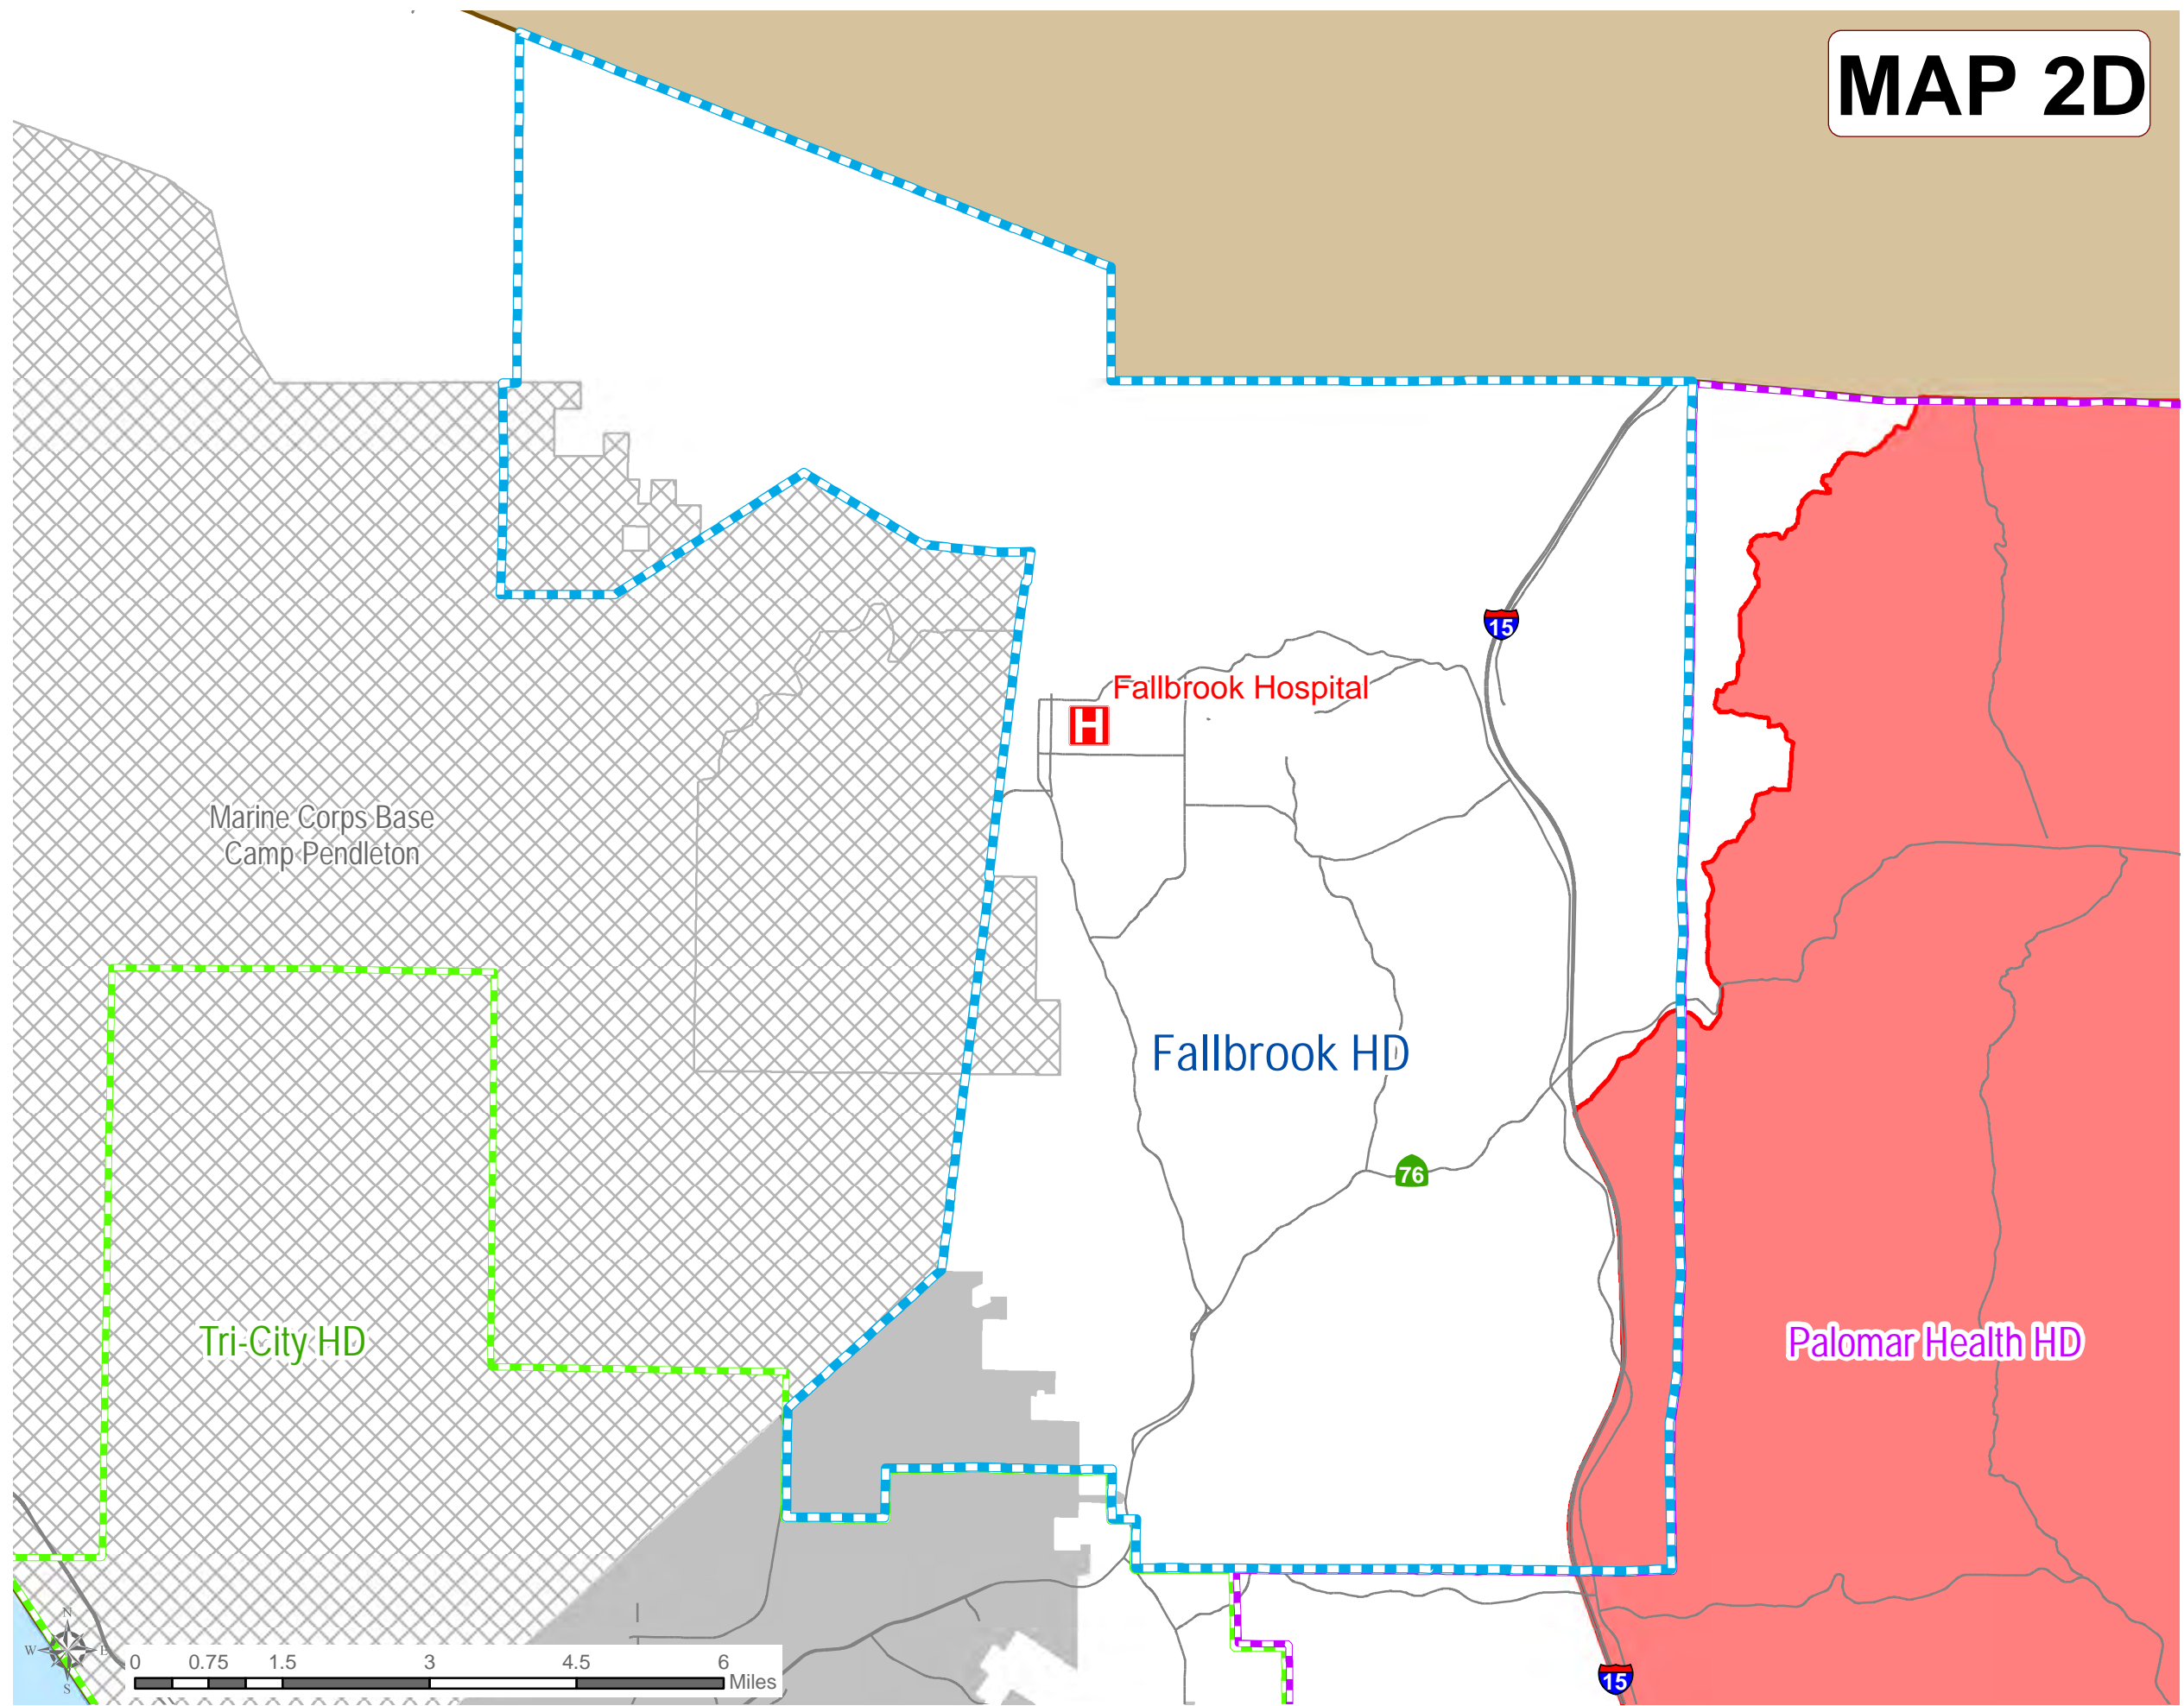 MAP 2D
15
Fallbrook Hospital
H
Marine Corps Base
Camp Pendleton
Fallbrook HD
76
Tri-City HD
Palomar Health HD
N
W E
S
0 0.75 1.5 3 4.5 6
Miles
15